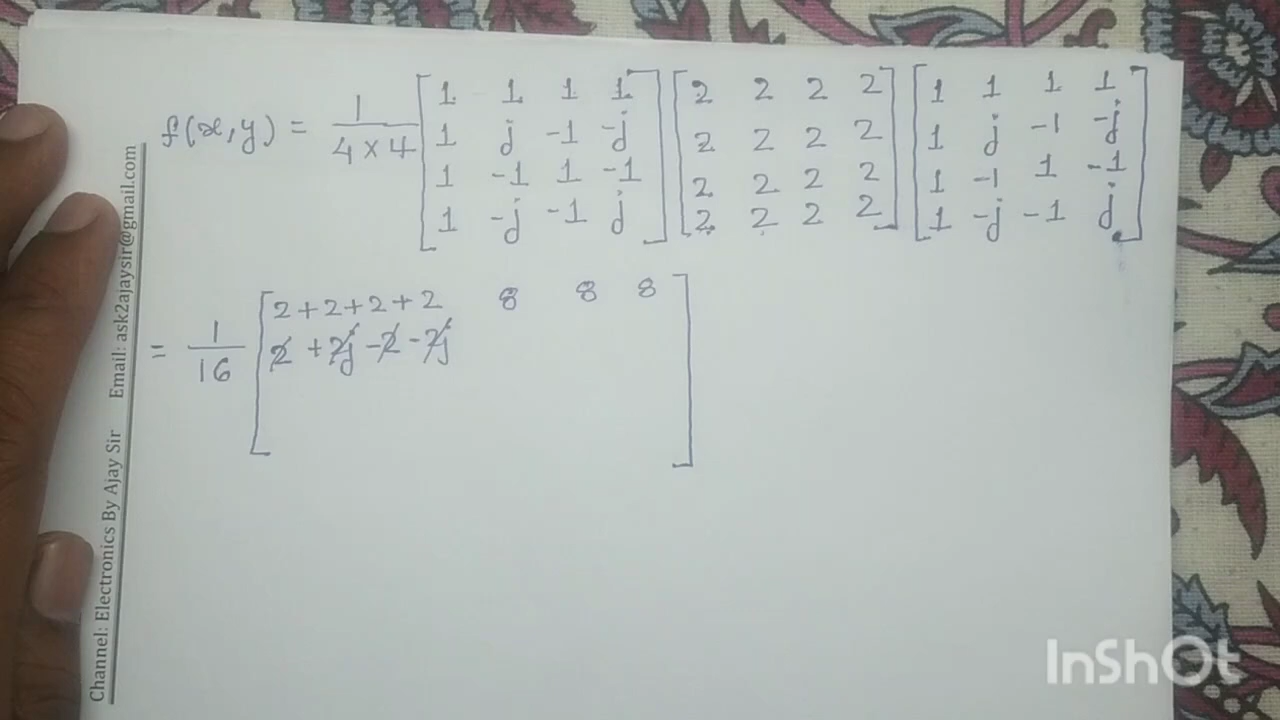 f(x,y) = 1/(4 × 4) [1 1 1 1] [2 2 2 2] [1 1 1 1]
[1 j -1 -j] [2 2 2 2] [1 j -1 -j]
[1 -1 1 -1] [2 2 2 2] [1 -1 1 -1]
[1 -j -1 j] [2 2 2 2] [1 -j -1 j]
= 1/16 [2+2+2+2 8 8 8]
[2 +2j -2 -2j]
Channel: Electronics By Ajay Sir Email: ask2ajaysir@gmail.com
InShOt